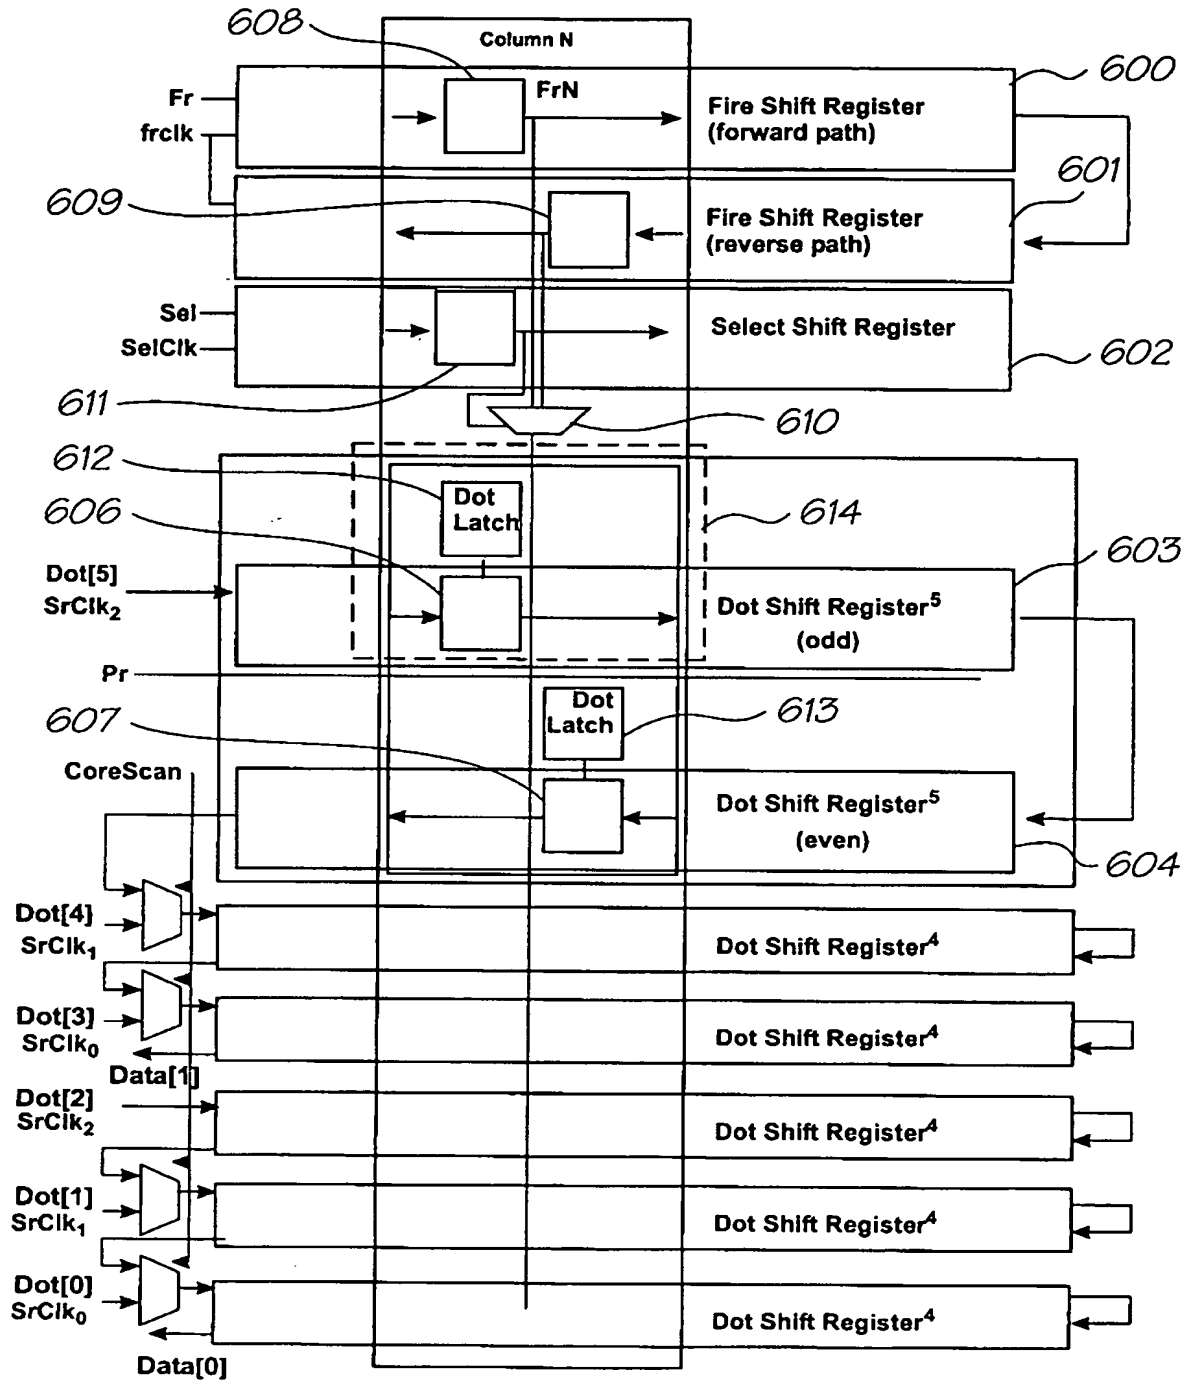 608
Column N
600
Fr
FrN
Fire Shift Register
(forward path)
frclk
601
609
Fire Shift Register
(reverse path)
Sel
Select Shift Register
SelClk
602
611
610
612
Dot
Latch
606
614
603
Dot[5]
SrClk2
Dot Shift Register5
(odd)
Pr
Dot
Latch
613
607
CoreScan
Dot Shift Register5
(even)
604
Dot[4]
SrClk1
Dot Shift Register4
Dot[3]
SrClk0
Dot Shift Register4
Data[1]
Dot[2]
SrClk2
Dot Shift Register4
Dot[1]
SrClk1
Dot Shift Register4
Dot[0]
SrClk0
Dot Shift Register4
Data[0]